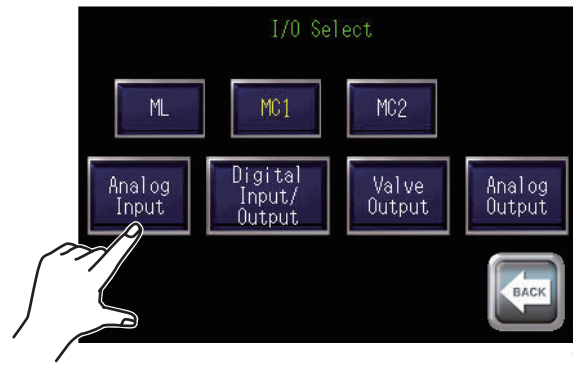 I/O Select
ML MC1 MC2
Analog Input
Digital Input/ Output
Valve Output
Analog Output
BACK